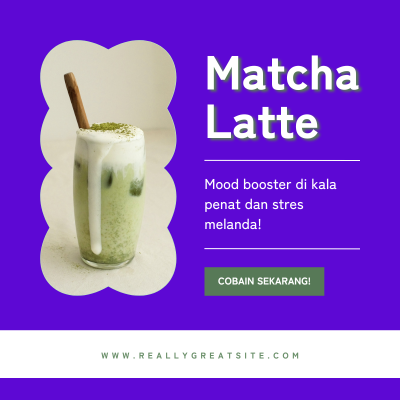 Matcha
Latte
Mood booster di kala
penat dan stres
melanda!
COBAIN SEKARANG!
WWW.REALLYGREATSITE.COM